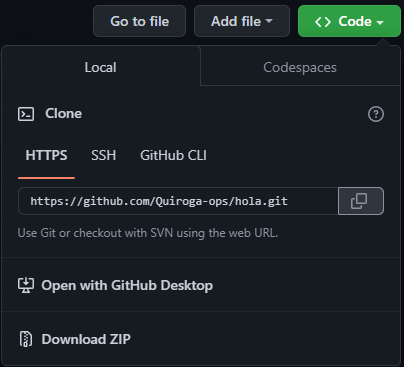 Go to file Add file Code
Local Codespaces
Clone
HTTPS SSH GitHub CLI
https://github.com/Quiroga-ops/hola.git
Use Git or checkout with SVN using the web URL.
Open with GitHub Desktop
Download ZIP